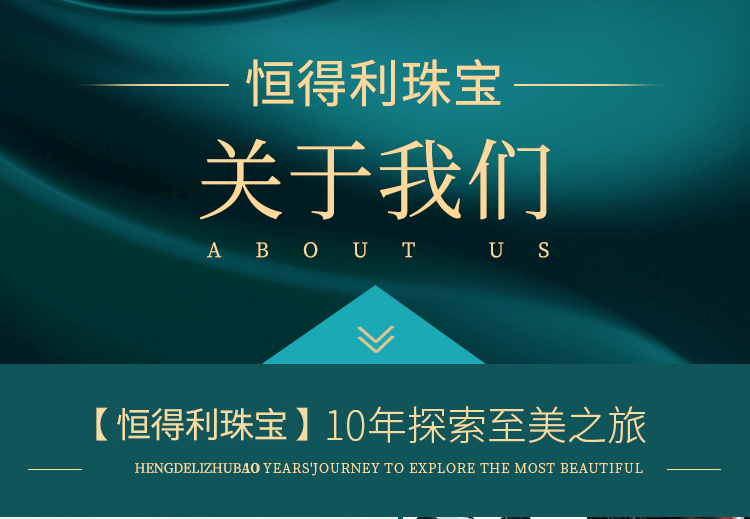 恒得利珠宝
关于我们
ABOUT US
【恒得利珠宝】10年探索至美之旅
HENGDELIZHUBAO 10 YEARS'JOURNEY TO EXPLORE THE MOST BEAUTIFUL